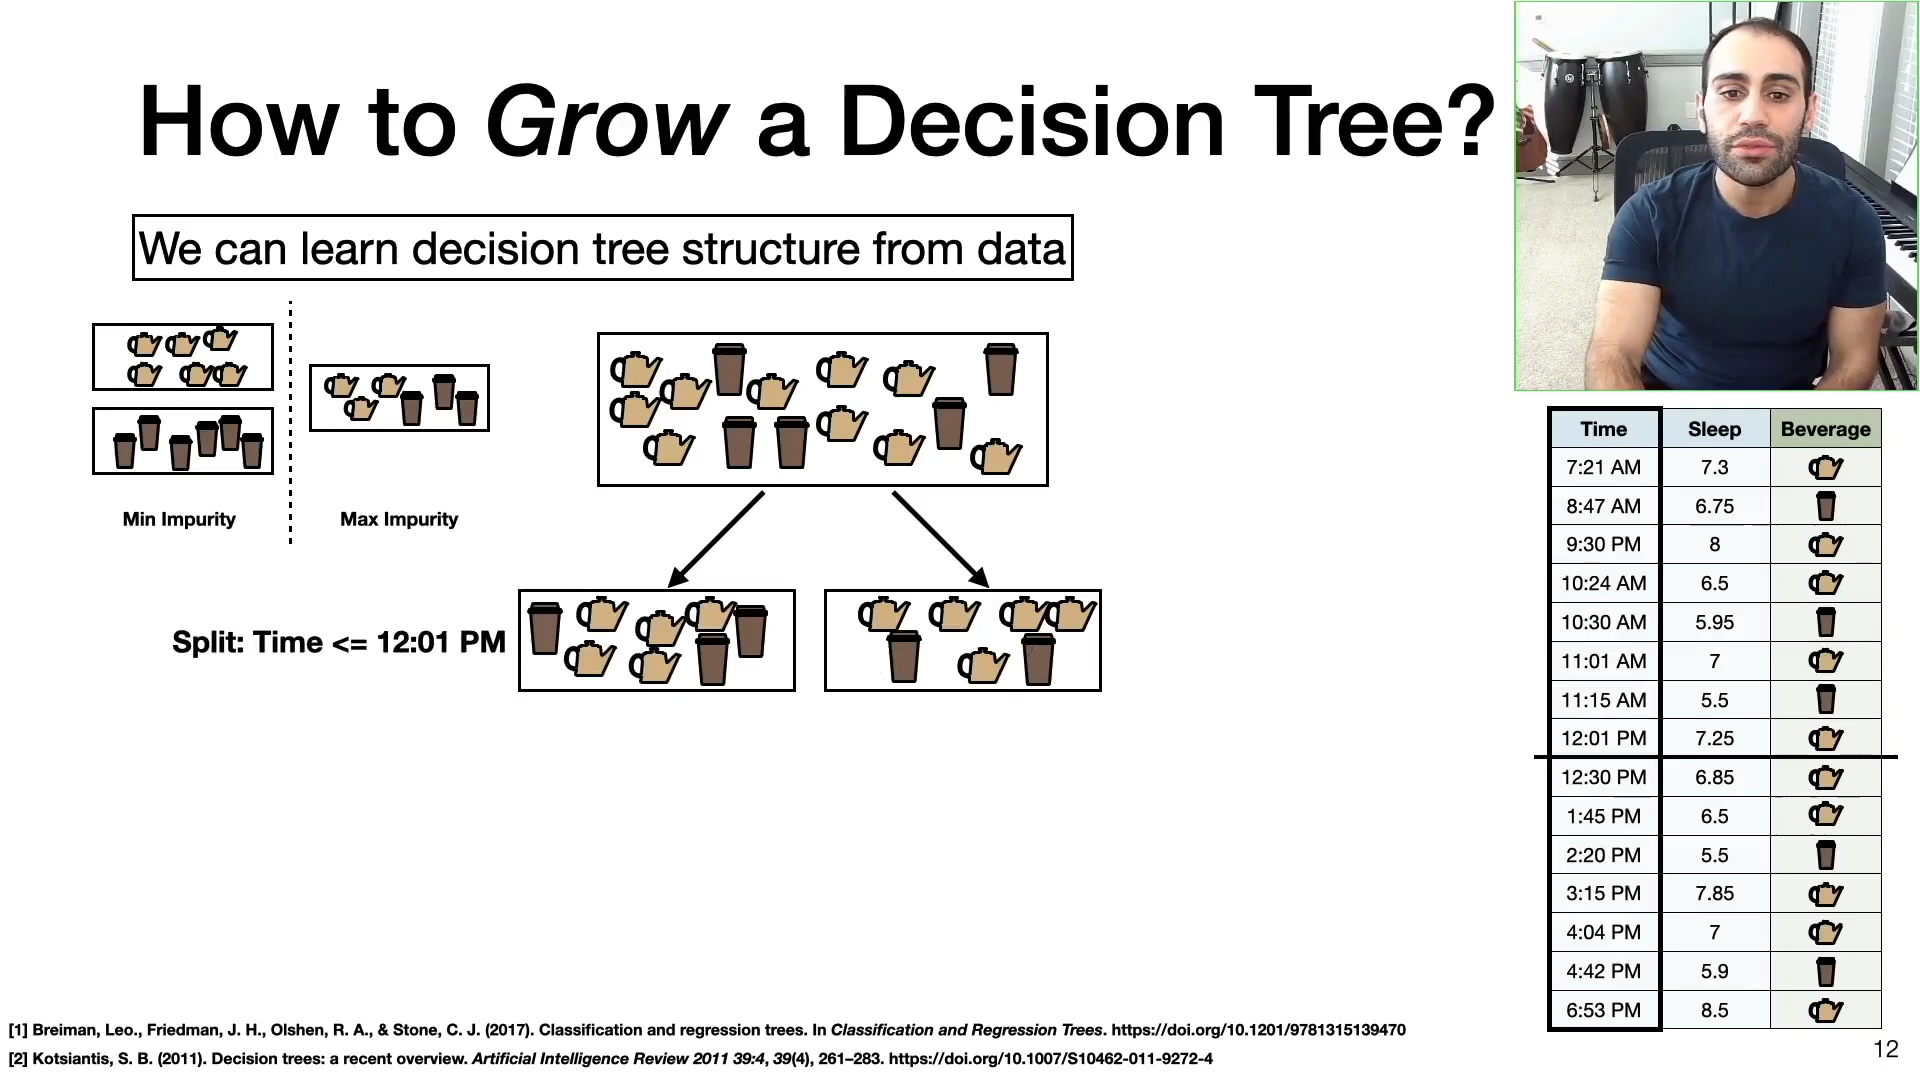 How to Grow a Decision Tree?
We can learn decision tree structure from data
Min Impurity
Max Impurity
Split: Time <= 12:01 PM
Time Sleep Beverage
7:21 AM 7.3
8:47 AM 6.75
9:30 PM 8
10:24 AM 6.5
10:30 AM 5.95
11:01 AM 7
11:15 AM 5.5
12:01 PM 7.25
12:30 PM 6.85
1:45 PM 6.5
2:20 PM 5.5
3:15 PM 7.85
4:04 PM 7
4:42 PM 5.9
6:53 PM 8.5
[1] Breiman, Leo., Friedman, J. H., Olshen, R. A., & Stone, C. J. (2017). Classification and regression trees. In Classification and Regression Trees. https://doi.org/10.1201/9781315139470
[2] Kotsiantis, S. B. (2011). Decision trees: a recent overview. Artificial Intelligence Review 2011 39:4, 39(4), 261–283. https://doi.org/10.1007/S10462-011-9272-4
12